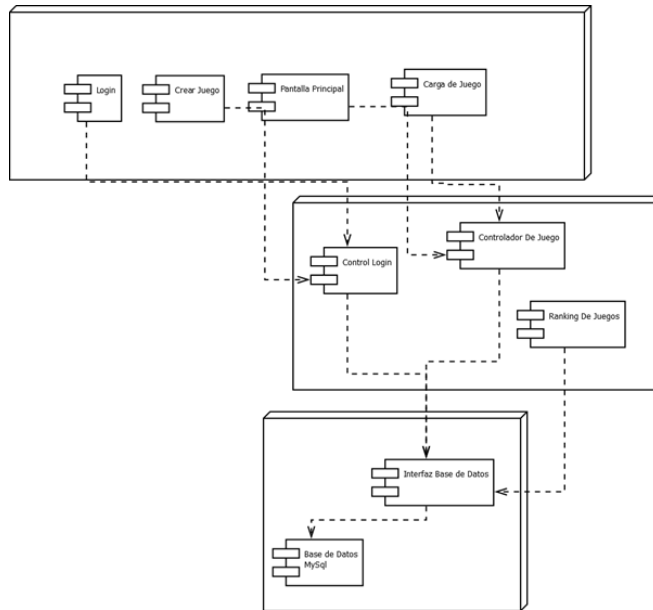 Login
Crear Juego
Pantalla Principal
Carga de Juego
Controlador De Juego
Control Login
Ranking De Juegos
Interfaz Base de Datos
Base de Datos
MySql